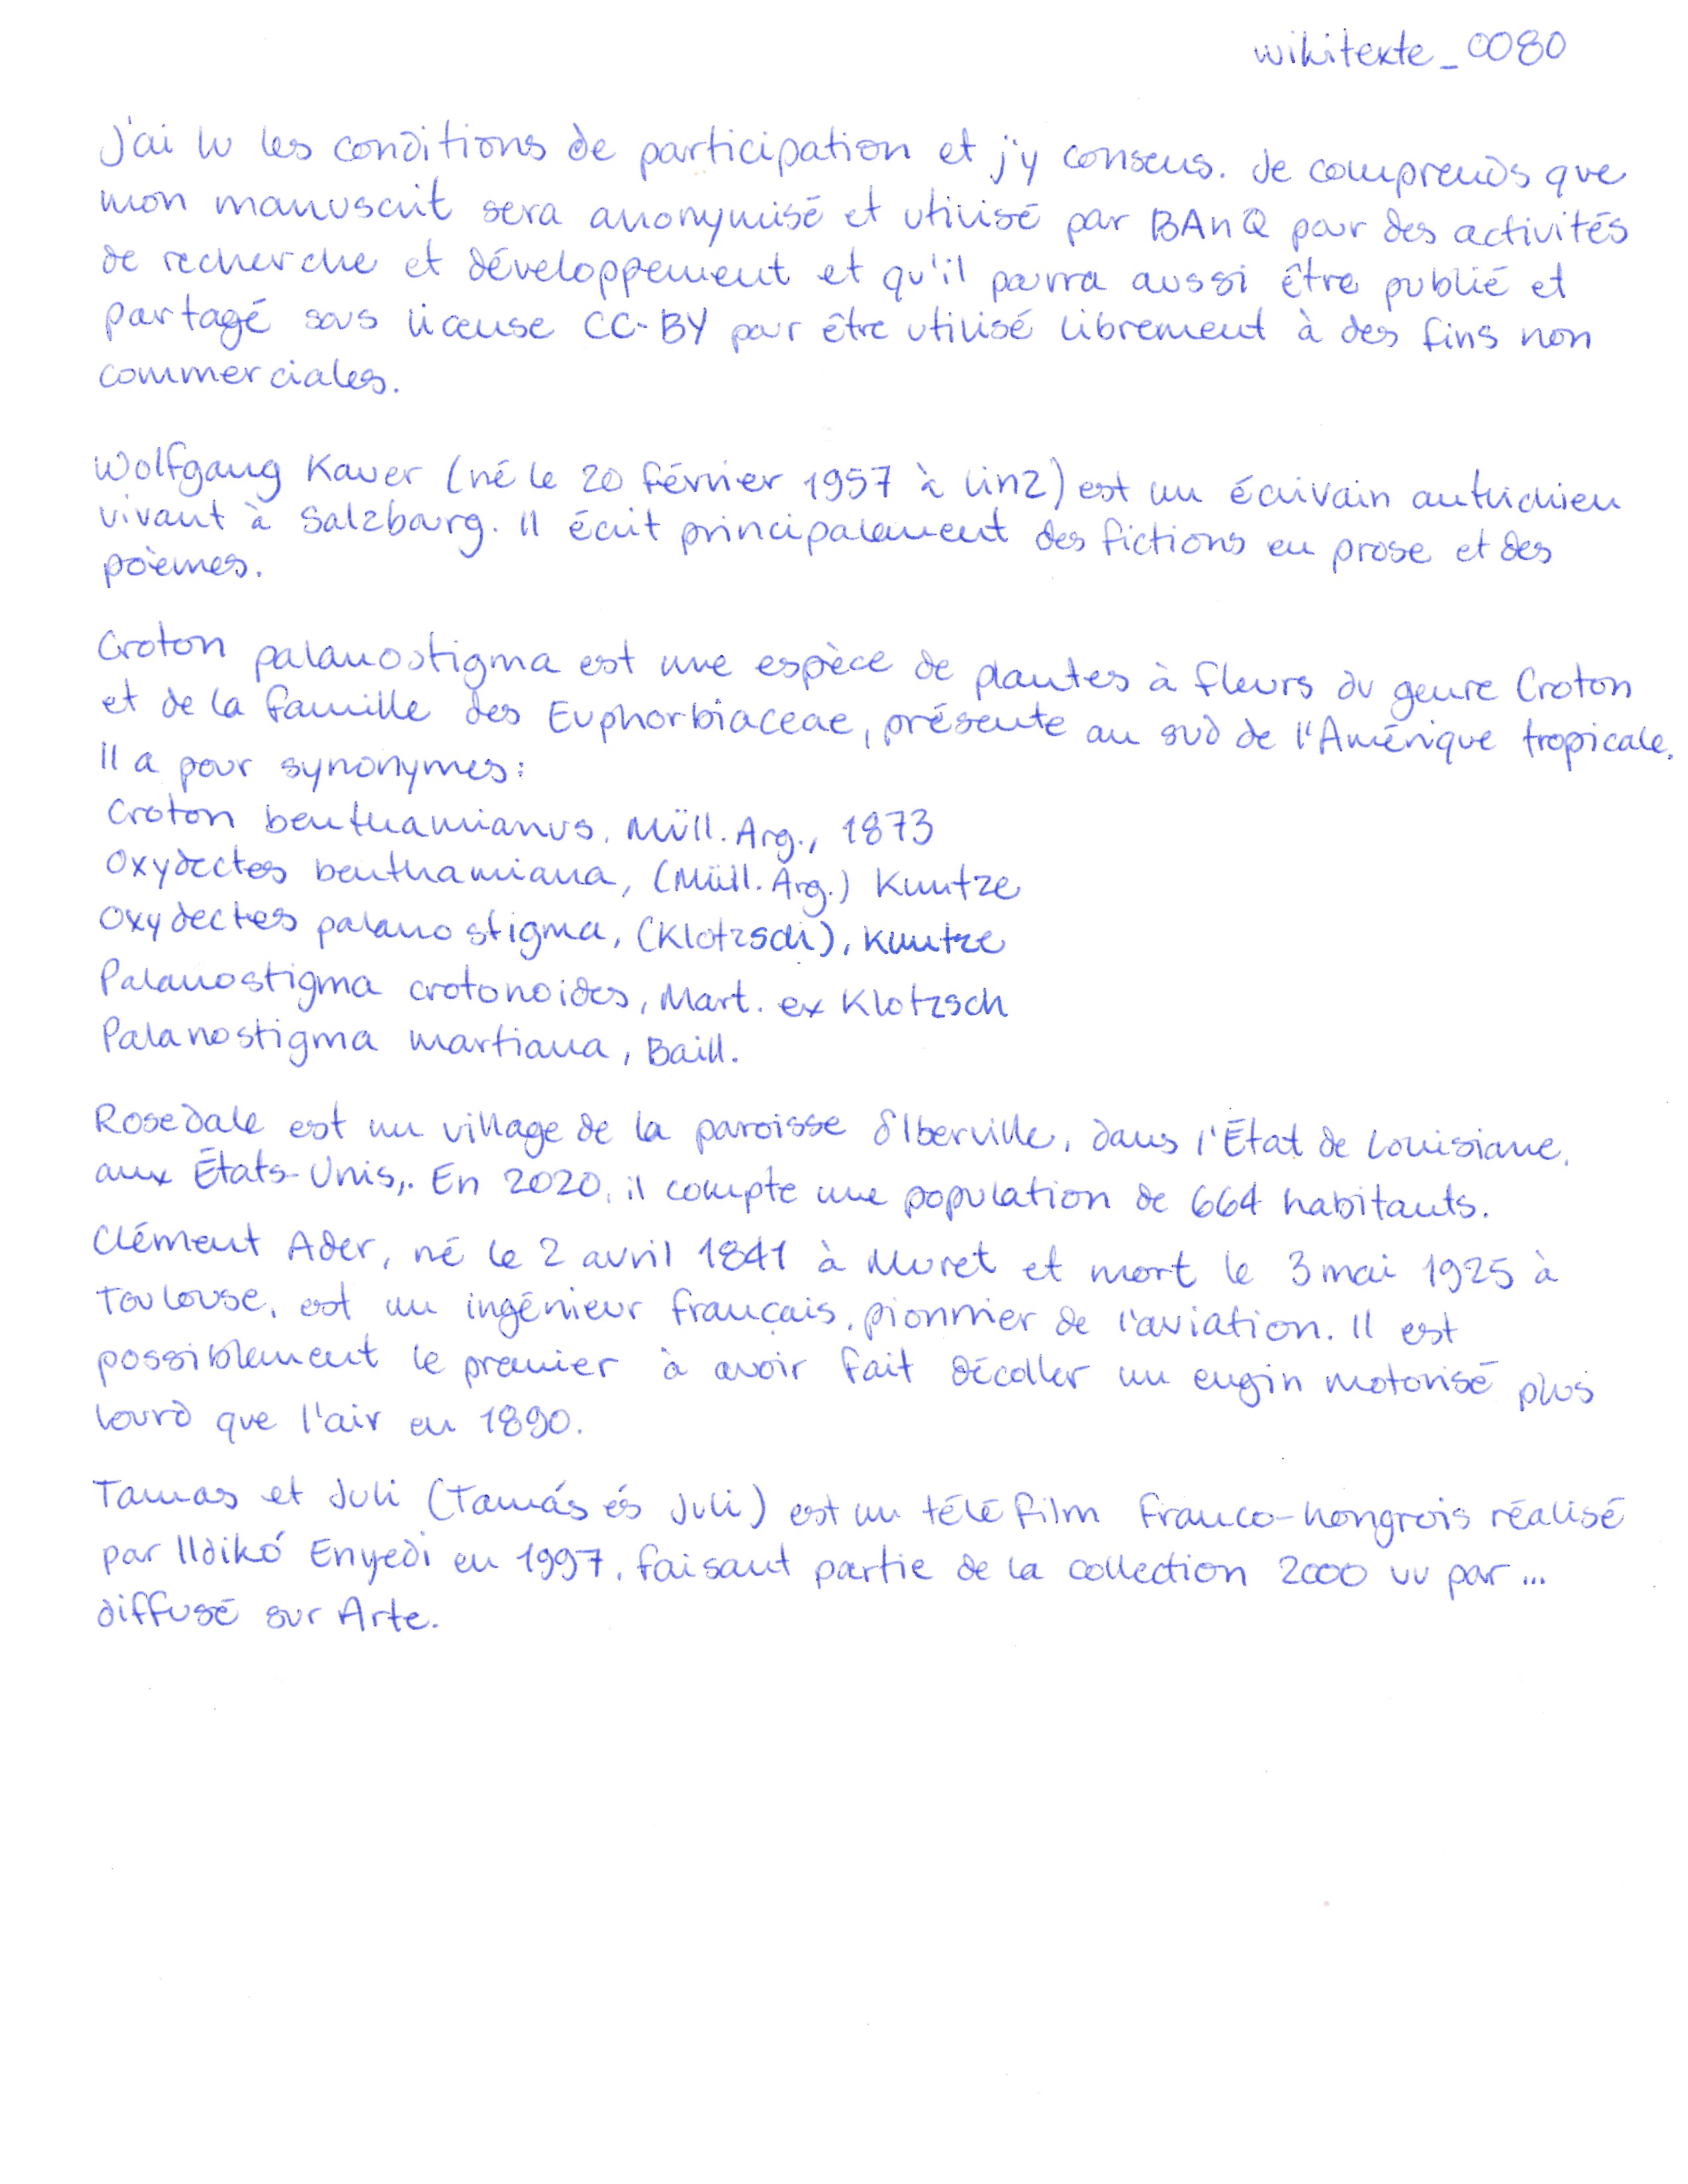 wikitexte_0080
J'ai lu les conditions de participation et j'y consens. Je comprends que
mon manuscrit sera anonymisé et utilisé par BAnQ pour des activités
de recherche et développement et qu'il pourra aussi être publié et
partagé sous license CC-BY pour être utilisé librement à des fins non
commerciales.
Wolfgang Kauer (né le 20 février 1957 à Linz) est un écrivain autrichien
vivant à Salzbourg. Il écrit principalement des fictions en prose et des
poèmes.
Croton palanostigma est une espèce de plantes à fleurs du genre Croton
et de la famille des Euphorbiaceae, présente au sud de l'Amérique tropicale.
Il a pour synonymes:
Croton benthamianus, Müll. Arg., 1873
Oxydectes benthamiana, (Müll. Arg.) Kuntze
Oxydectes palanostigma, (Klotzsch), Kuntze
Palanostigma crotonoides, Mart. ex Klotzsch
Palanostigma martiana, Baill.
Rosedale est un village de la paroisse d'Iberville, dans l'État de Louisiane,
aux États-Unis,. En 2020, il compte une population de 664 habitants.
Clément Ader, né le 2 avril 1841 à Muret et mort le 3 mai 1925 à
Toulouse, est un ingénieur français, pionnier de l'aviation. Il est
possiblement le premier à avoir fait décoller un engin motorisé plus
lourd que l'air en 1890.
Tamas et Juli (Tamás és Juli) est un téléfilm franco-hongrois réalisé
par Ildikó Enyedi en 1997, faisant partie de la collection 2000 vu par ...
diffusé sur Arte.